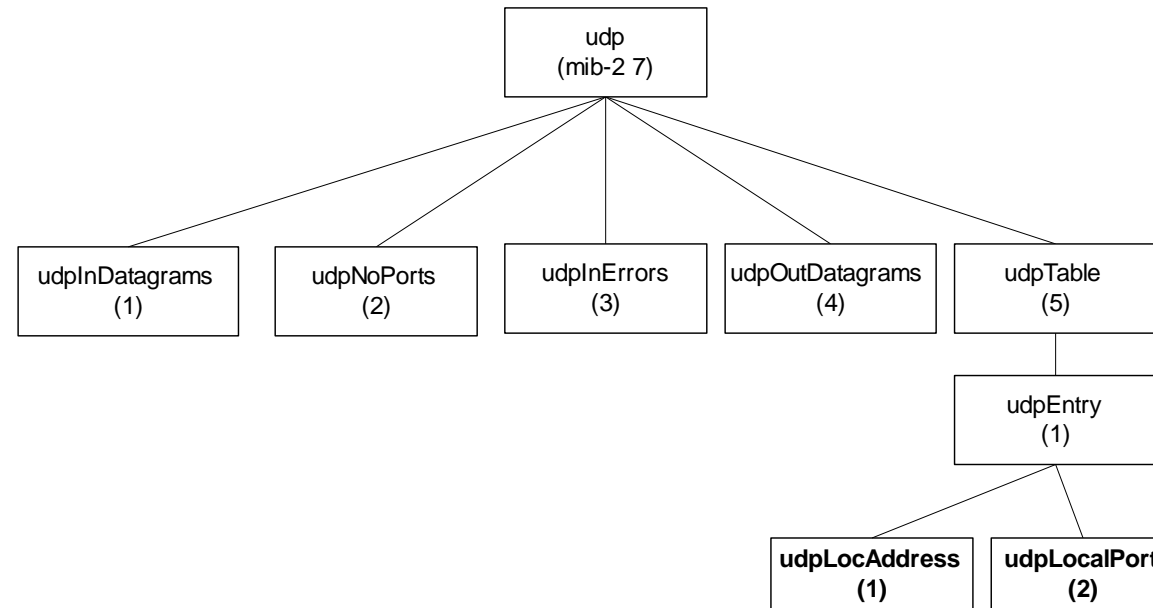 udp
(mib-2 7)
udpInDatagrams
(1)
udpNoPorts
(2)
udpInErrors
(3)
udpOutDatagrams
(4)
udpTable
(5)
udpEntry
(1)
udpLocAddress
(1)
udpLocalPort
(2)